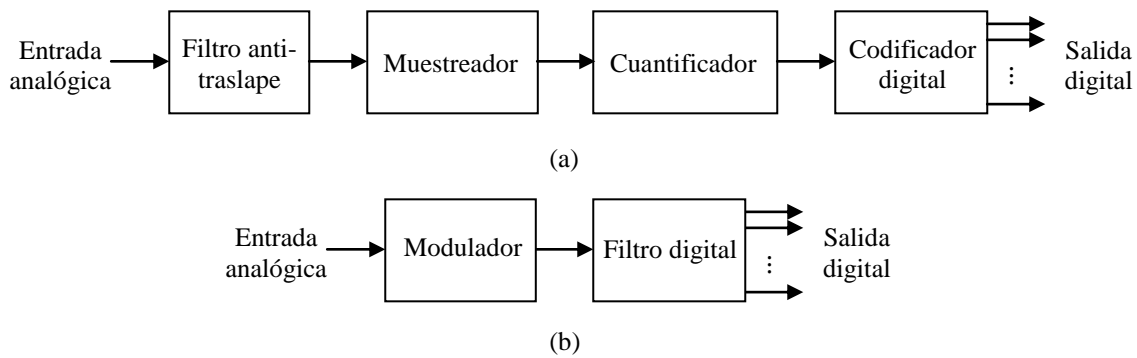 Entrada
analógica
Filtro anti-
traslape
Muestreador
Cuantificador
Codificador
digital
...
Salida
digital
(a)
Entrada
analógica
Modulador
Filtro digital
...
Salida
digital
(b)